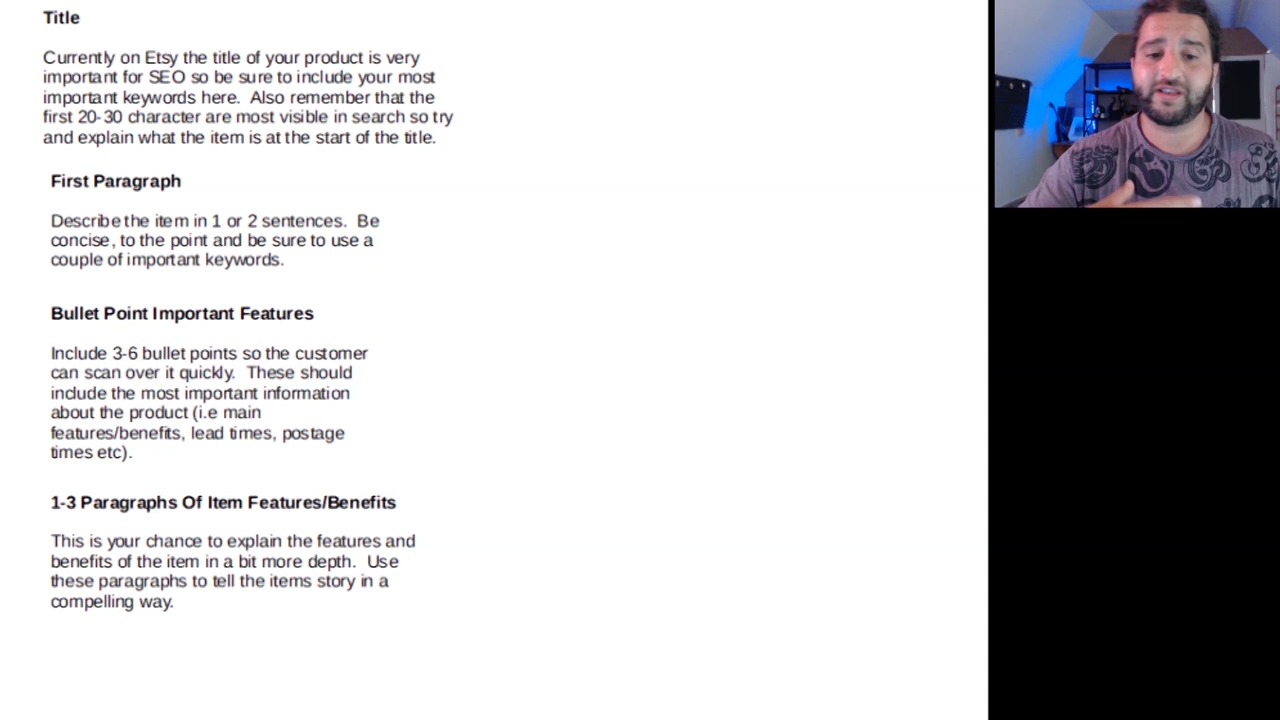 Title
Currently on Etsy the title of your product is very
important for SEO so be sure to include your most
important keywords here.  Also remember that the
first 20-30 character are most visible in search so try
and explain what the item is at the start of the title.
First Paragraph
Describe the item in 1 or 2 sentences.  Be
concise, to the point and be sure to use a
couple of important keywords.
Bullet Point Important Features
Include 3-6 bullet points so the customer
can scan over it quickly.  These should
include the most important information
about the product (i.e main
features/benefits, lead times, postage
times etc).
1-3 Paragraphs Of Item Features/Benefits
This is your chance to explain the features and
benefits of the item in a bit more depth.  Use
these paragraphs to tell the items story in a
compelling way.